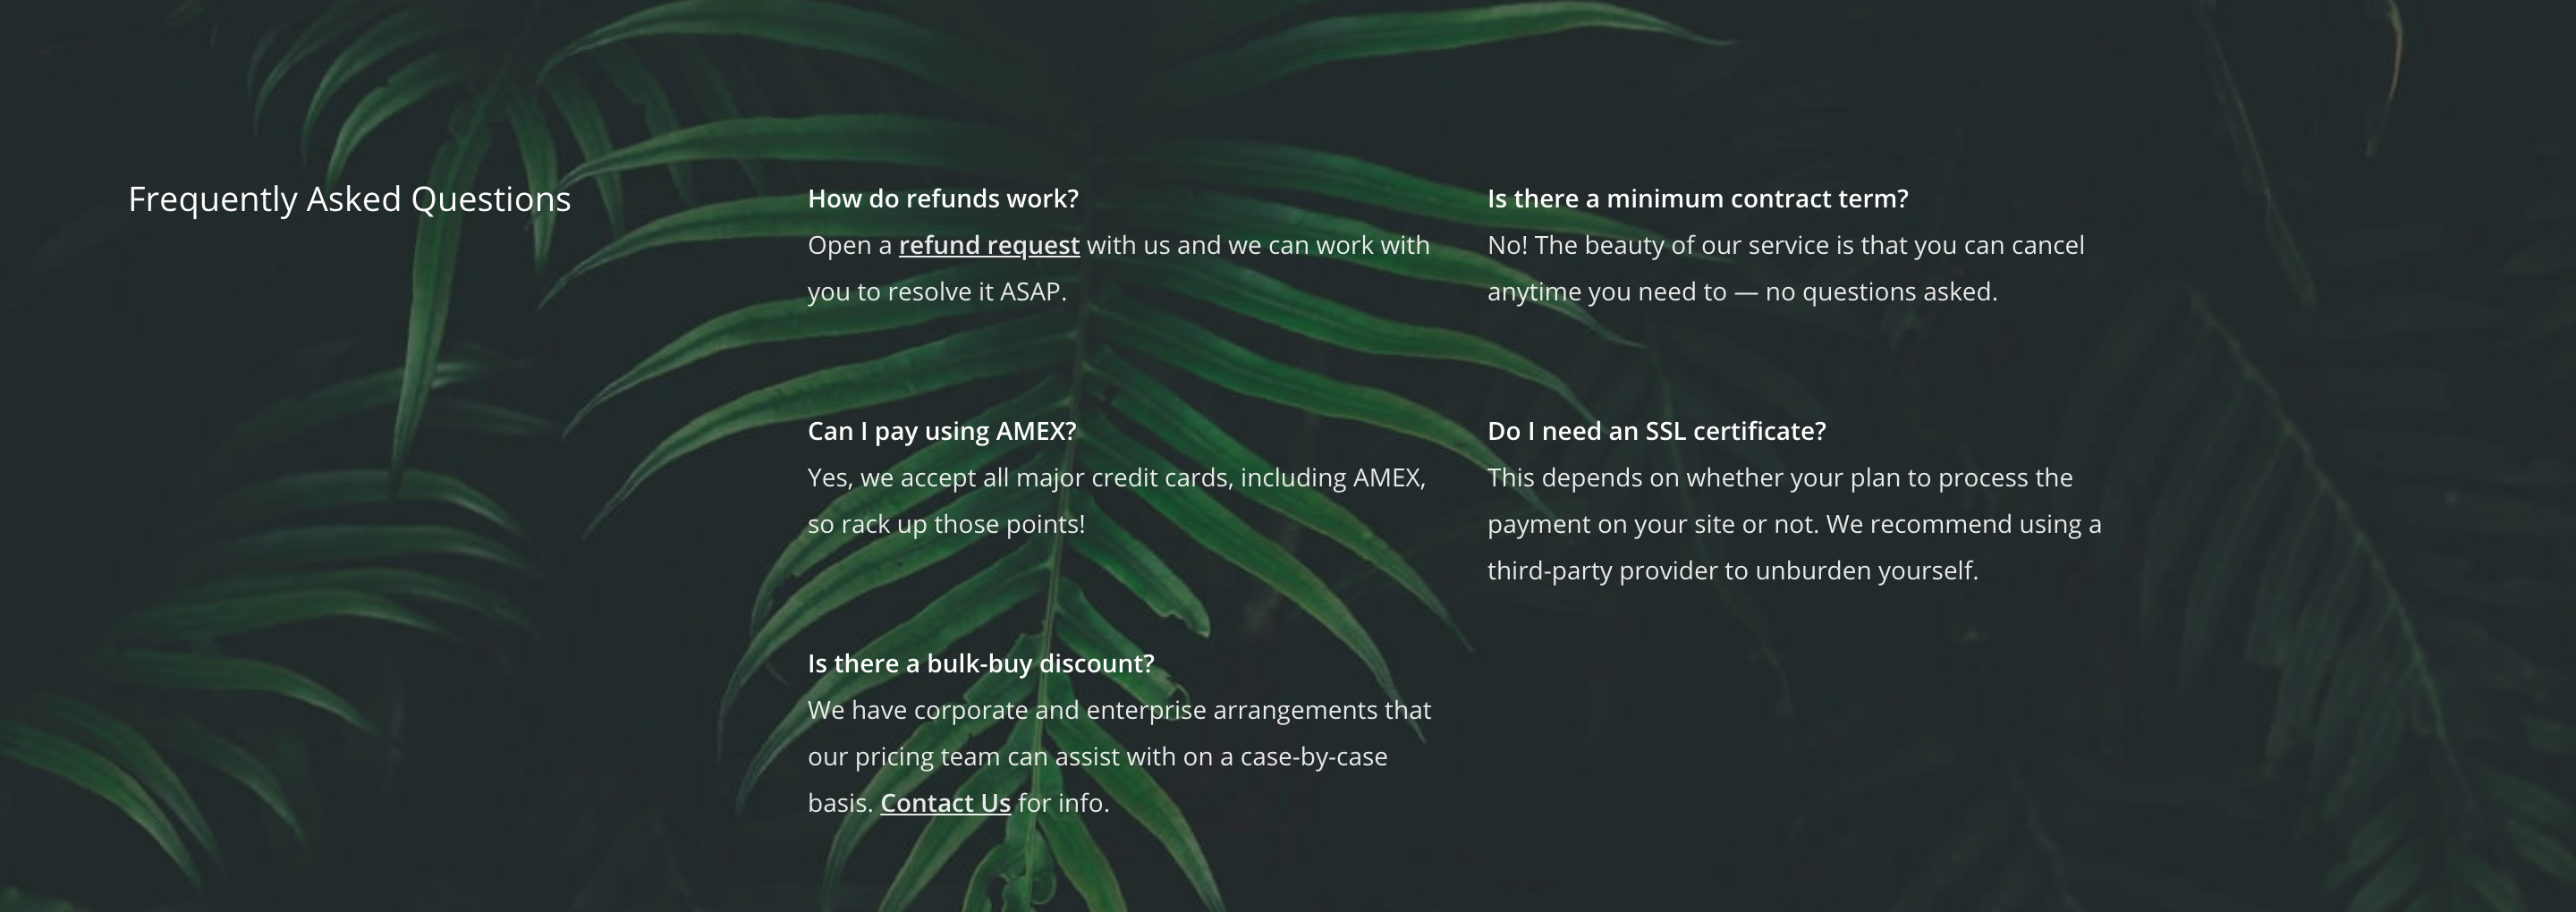 Frequently Asked Questions
How do refunds work?
Open a refund request with us and we can work with
you to resolve it ASAP.
Is there a minimum contract term?
No! The beauty of our service is that you can cancel
anytime you need to — no questions asked.
Can I pay using AMEX?
Yes, we accept all major credit cards, including AMEX,
so rack up those points!
Do I need an SSL certificate?
This depends on whether your plan to process the
payment on your site or not. We recommend using a
third-party provider to unburden yourself.
Is there a bulk-buy discount?
We have corporate and enterprise arrangements that
our pricing team can assist with on a case-by-case
basis. Contact Us for info.